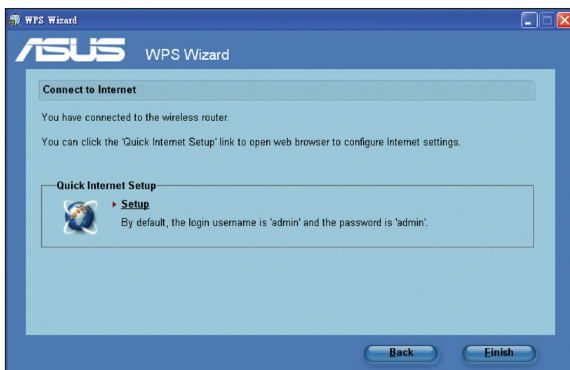 WPS Wizard
ASUS WPS Wizard
Connect to Internet
You have connected to the wireless router.
You can click the 'Quick Internet Setup' link to open web browser to configure Internet settings.
Quick Internet Setup
Setup
By default, the login username is 'admin' and the password is 'admin'.
Back Finish